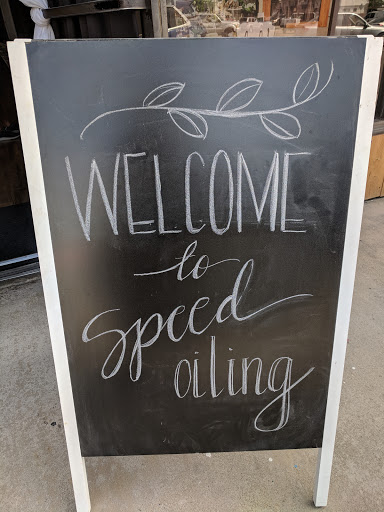 WELCOME
to
speed
oiling